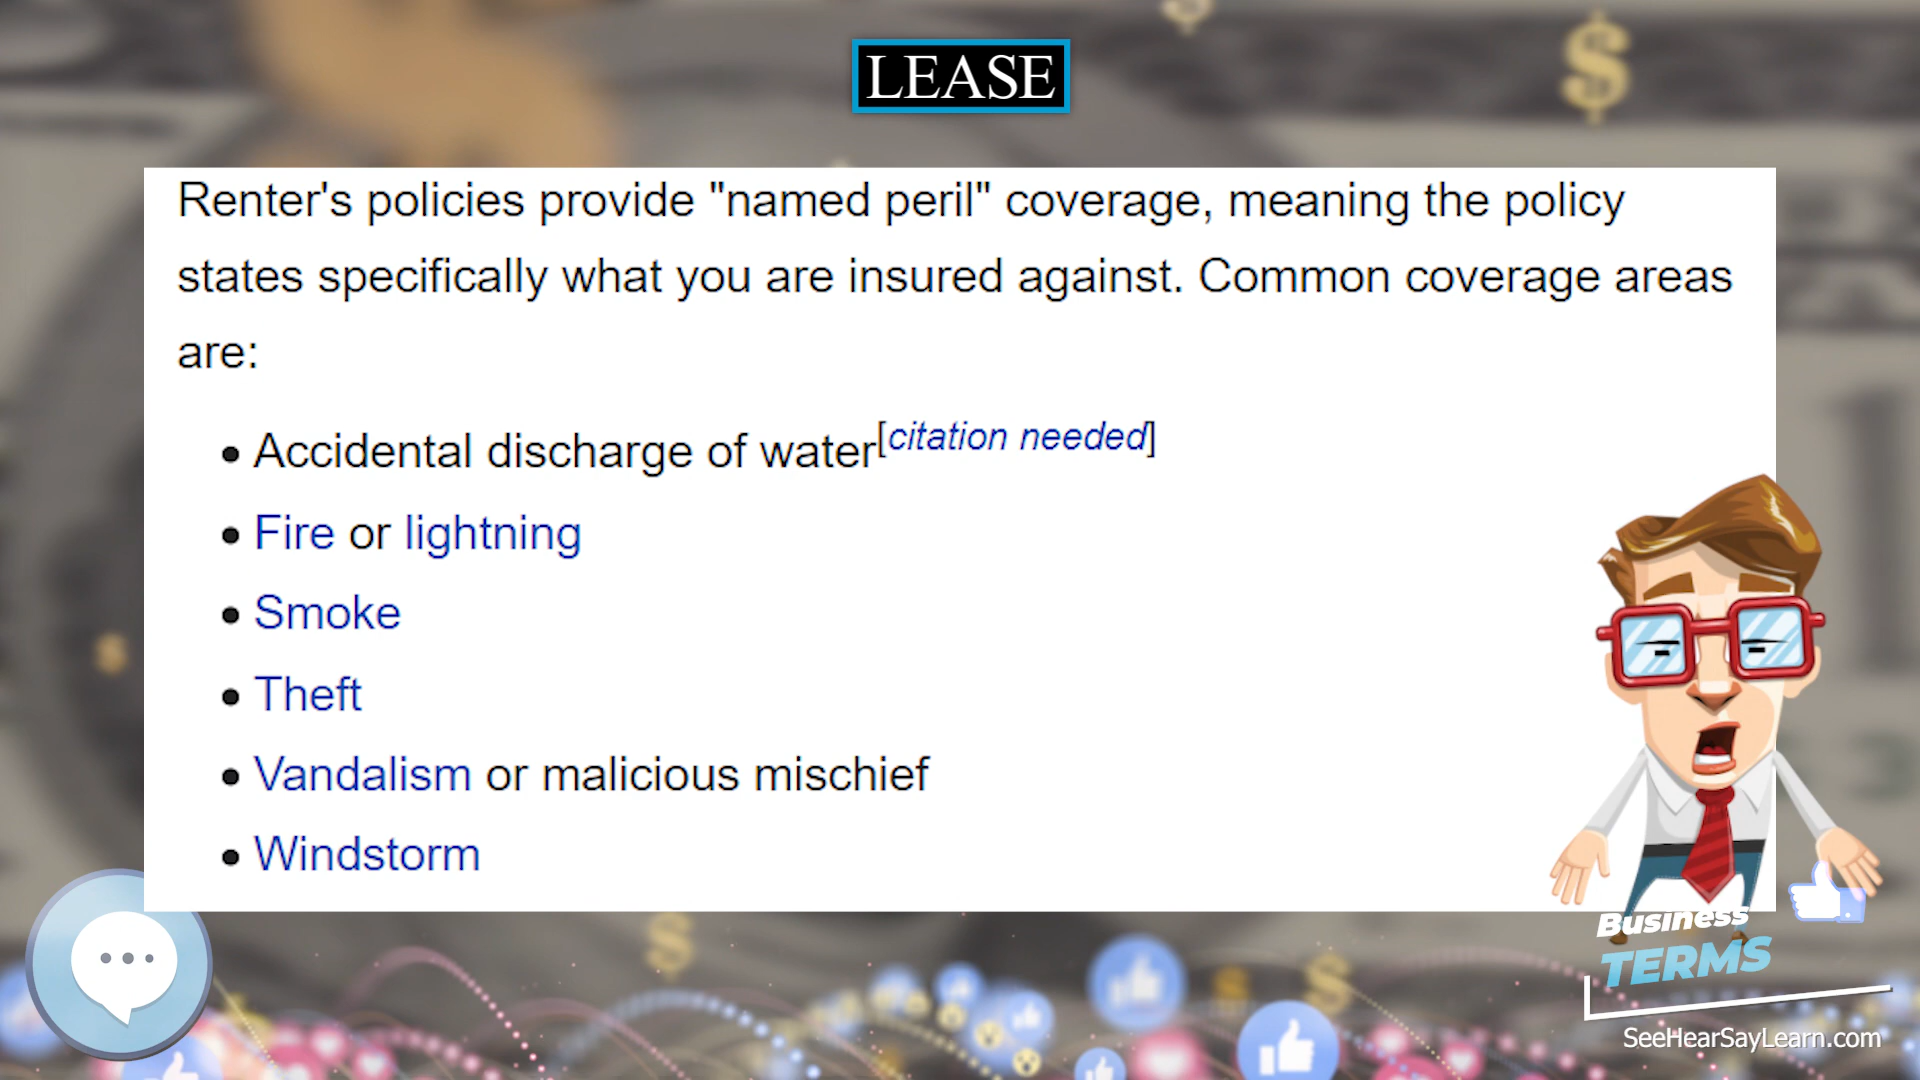 LEASE
Renter's policies provide "named peril" coverage, meaning the policy
states specifically what you are insured against. Common coverage areas
are:
• Accidental discharge of water[citation needed]
• Fire or lightning
• Smoke
• Theft
• Vandalism or malicious mischief
• Windstorm
Business
TERMS
SeeHearSayLearn.com